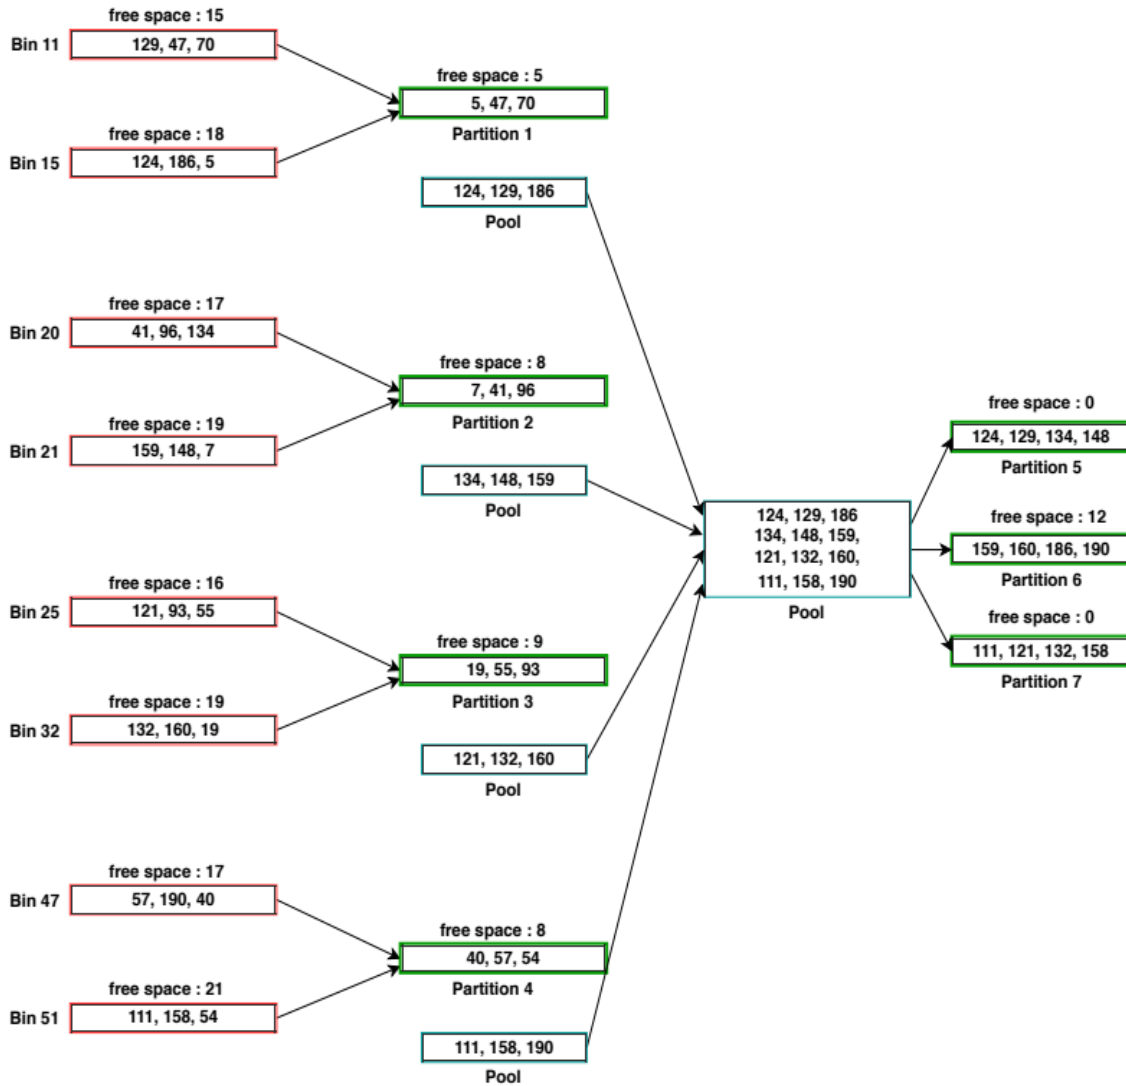 free space : 15
Bin 11
129, 47, 70
free space : 5
5, 47, 70
Partition 1
free space : 18
Bin 15
124, 186, 5
124, 129, 186
Pool
free space : 17
Bin 20
41, 96, 134
free space : 8
7, 41, 96
Partition 2
free space : 19
Bin 21
159, 148, 7
134, 148, 159
Pool
free space : 16
Bin 25
121, 93, 55
free space : 9
19, 55, 93
Partition 3
free space : 19
Bin 32
132, 160, 19
121, 132, 160
Pool
free space : 17
Bin 47
57, 190, 40
free space : 8
40, 57, 54
Partition 4
free space : 21
Bin 51
111, 158, 54
111, 158, 190
Pool
124, 129, 186
134, 148, 159,
121, 132, 160,
111, 158, 190
Pool
free space : 0
124, 129, 134, 148
Partition 5
free space : 12
159, 160, 186, 190
Partition 6
free space : 0
111, 121, 132, 158
Partition 7